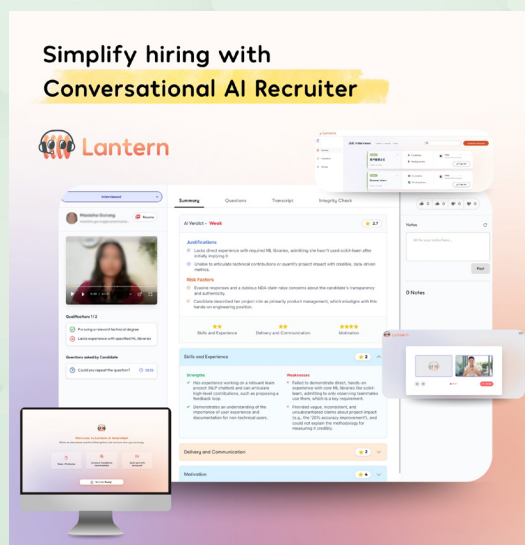 Simplify hiring with
Conversational AI Recruiter
Lantern
Summary
Questions
Transcript
Integrity Check
Resume
AI Verdict - Weak
2.7
Justifications
Lacks direct experience with required ML libraries, admitting she hasn't used scikit-learn after
initially implying it.
Unable to articulate technical contributions or quantify project impact with credible, data-driven
metrics.
Risk Factors
Evasive responses and a dubious NDA claim raise concerns about the candidate's transparency
and authenticity.
Candidate described her project role as primarily product management, which misaligns with this
hands-on engineering position.
Skills and Experience
Delivery and Communication
Motivation
Qualifications 1/2
Pursuing a relevant technical degree
Lacks experience with specified ML libraries
Questions asked by Candidate
Could you repeat the question?
Skills and Experience
2
Strengths
Has experience working on a relevant team
project (NLP chatbot) and can articulate
high-level contributions, such as proposing a
feedback loop.
Demonstrates an understanding of the
importance of user experience and
documentation for non-technical users.
Weaknesses
Failed to demonstrate direct, hands-on
experience with core ML libraries like scikit-
learn, admitting to only observing teammates
use them, which is a key requirement.
Provided vague, inconsistent, and
unsubstantiated claims about project impact
(e.g., the '20% accuracy improvement'), and
could not explain the methodology for
measuring it credibly.
Delivery and Communication
2
Motivation
4
Notes
Write your note here...
Post
0 Notes